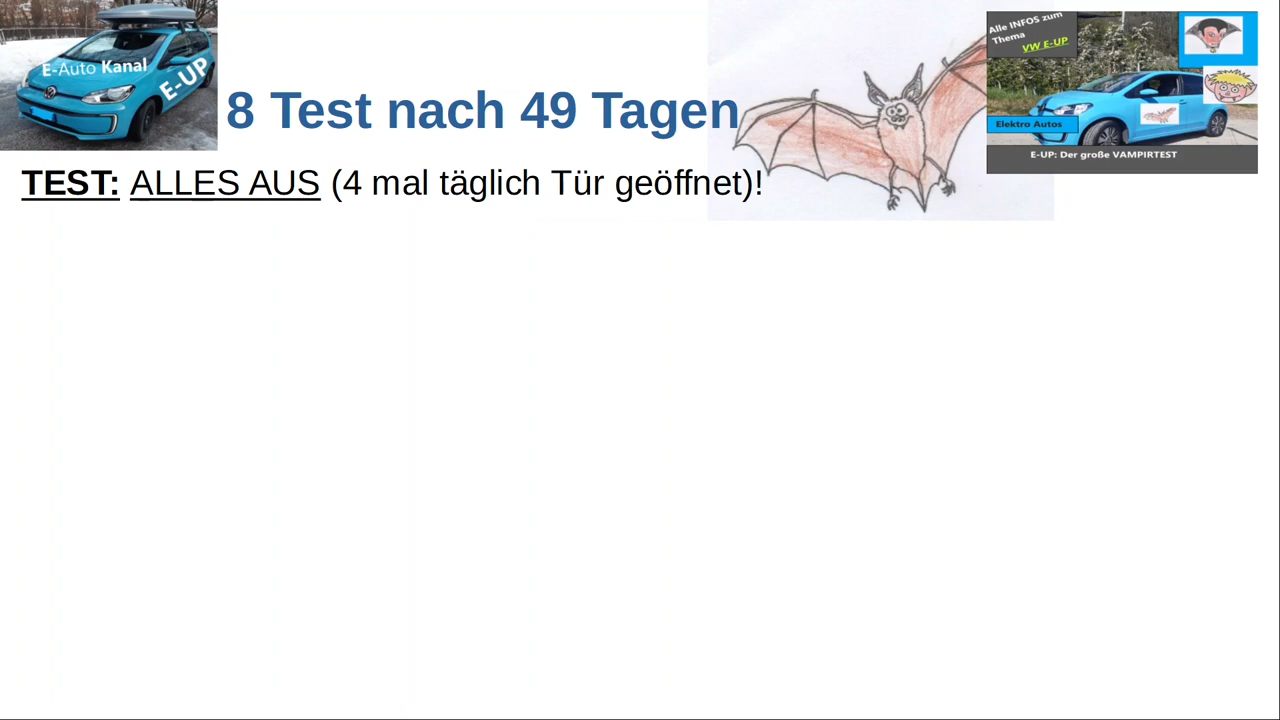 E-Auto Kanal
E-UP
8 Test nach 49 Tagen
TEST: ALLES AUS (4 mal täglich Tür geöffnet)!
Alle INFOS zum
Thema
VW E-UP
Elektro Autos
E-UP: Der große VAMPIRTEST